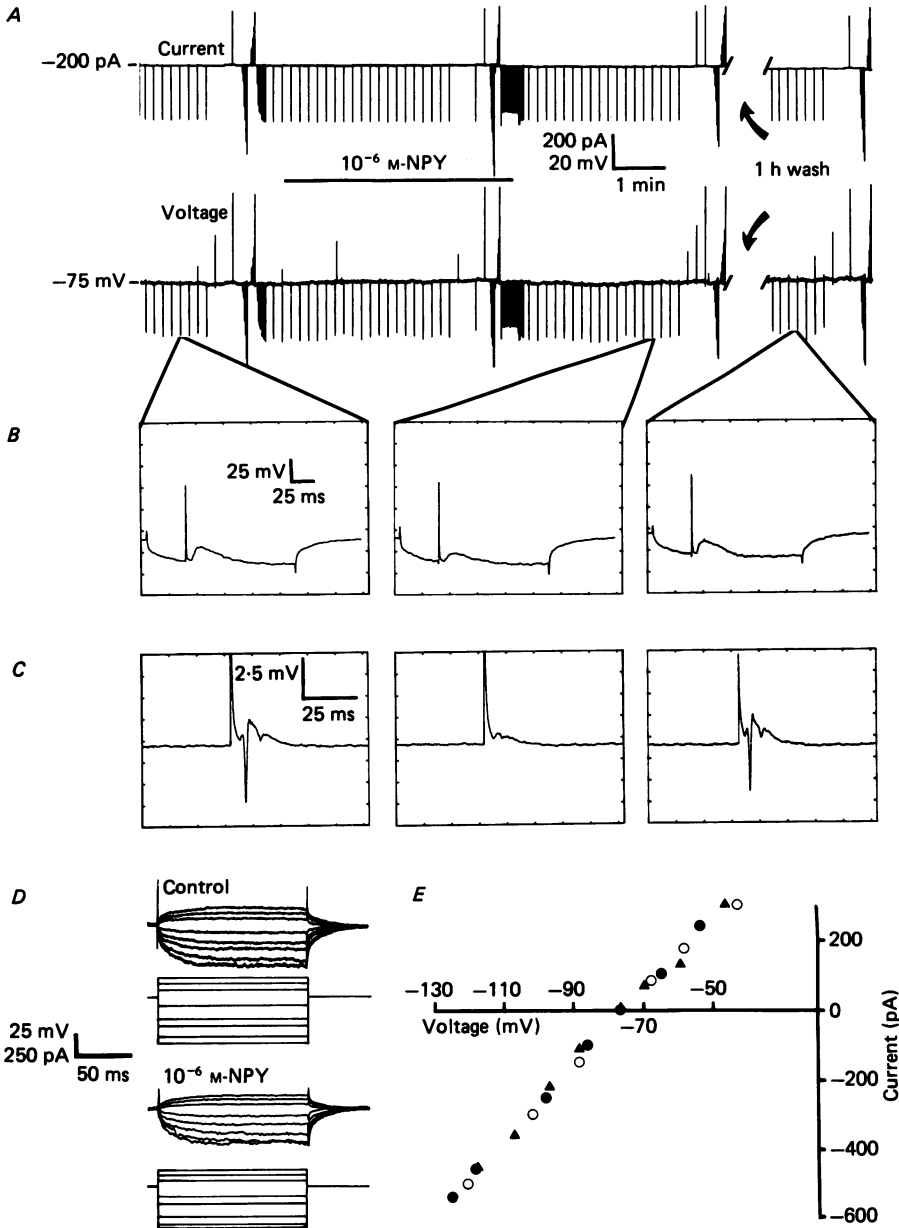 A
Current
−200 pA
200 pA
20 mV
1 min
10⁻⁶ M-NPY
1 h wash
Voltage
−75 mV
B
25 mV
25 ms
C
2·5 mV
25 ms
D
Control
25 mV
250 pA
50 ms
10⁻⁶ M-NPY
E
−130 −110 −90 −70 −50
Voltage (mV)
200
0
−200
−400
−600
Current (pA)